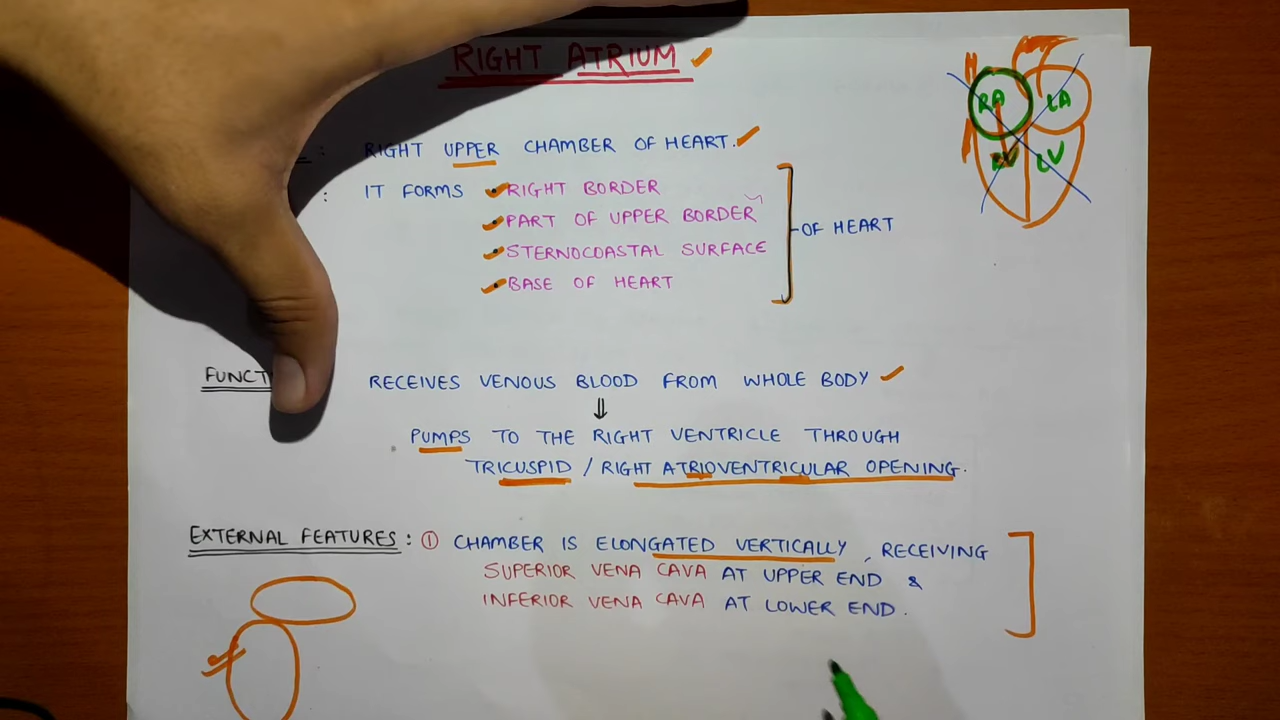 RIGHT ATRIUM
: RIGHT UPPER CHAMBER OF HEART.
: IT FORMS • RIGHT BORDER
• PART OF UPPER BORDER
• STERNOCOASTAL SURFACE
• BASE OF HEART
OF HEART
RA LA
RV LV
RECEIVES VENOUS BLOOD FROM WHOLE BODY
⇓
PUMPS TO THE RIGHT VENTRICLE THROUGH
TRICUSPID / RIGHT ATRIOVENTRICULAR OPENING.
EXTERNAL FEATURES : ① CHAMBER IS ELONGATED VERTICALLY, RECEIVING
SUPERIOR VENA CAVA AT UPPER END &
INFERIOR VENA CAVA AT LOWER END.